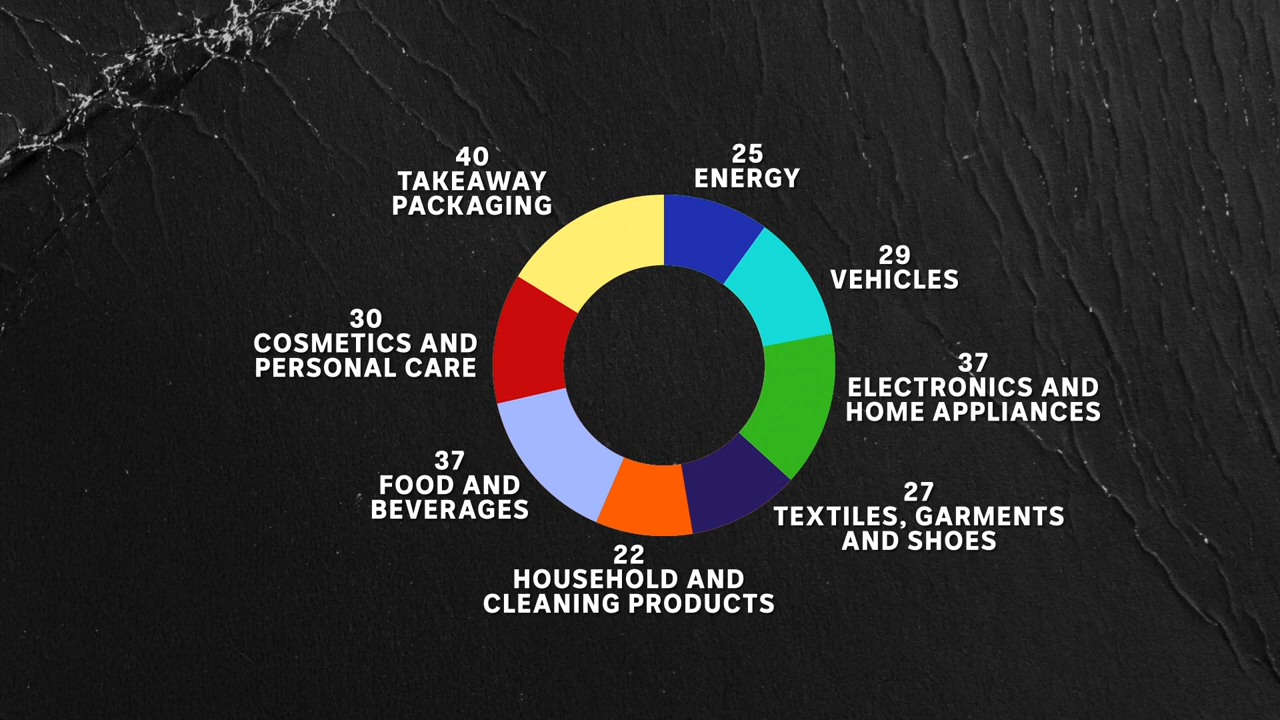 40
TAKEAWAY
PACKAGING
25
ENERGY
29
VEHICLES
37
ELECTRONICS AND
HOME APPLIANCES
27
TEXTILES, GARMENTS
AND SHOES
22
HOUSEHOLD AND
CLEANING PRODUCTS
37
FOOD AND
BEVERAGES
30
COSMETICS AND
PERSONAL CARE